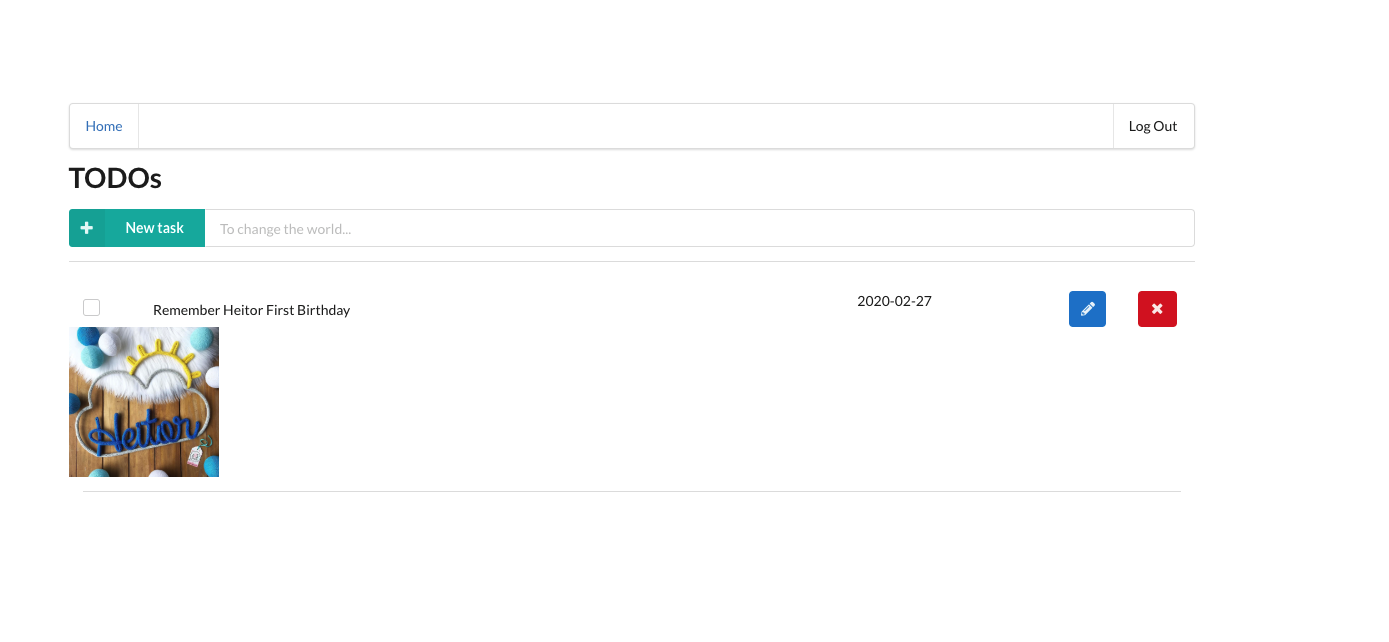 Home
Log Out
TODOs
New task
To change the world...
Remember Heitor First Birthday
2020-02-27
Heitor